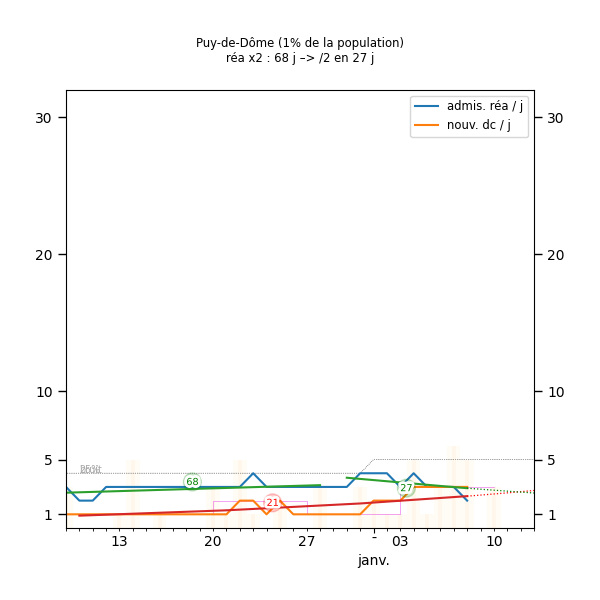 Puy-de-Dôme (1% de la population)
réa x2 : 68 j –> /2 en 27 j
admis. réa / j
nouv. dc / j
30 30
20 20
10 10
5 5
1 1
68
21
27
13 20 27 - 03 10
janv.